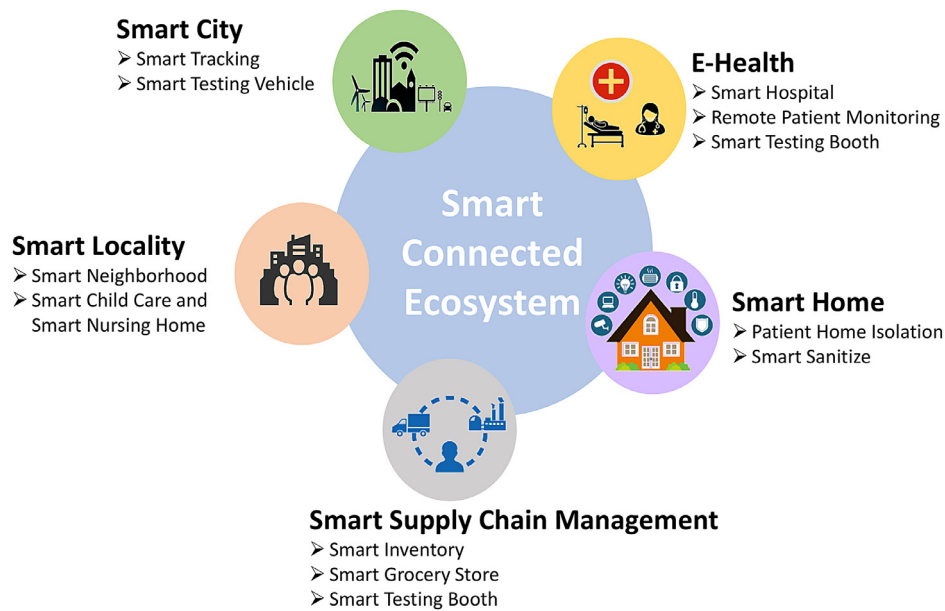 Smart City
➢ Smart Tracking
➢ Smart Testing Vehicle
E-Health
➢ Smart Hospital
➢ Remote Patient Monitoring
➢ Smart Testing Booth
Smart
Connected
Ecosystem
Smart Locality
➢ Smart Neighborhood
➢ Smart Child Care and
Smart Nursing Home
Smart Home
➢ Patient Home Isolation
➢ Smart Sanitize
Smart Supply Chain Management
➢ Smart Inventory
➢ Smart Grocery Store
➢ Smart Testing Booth